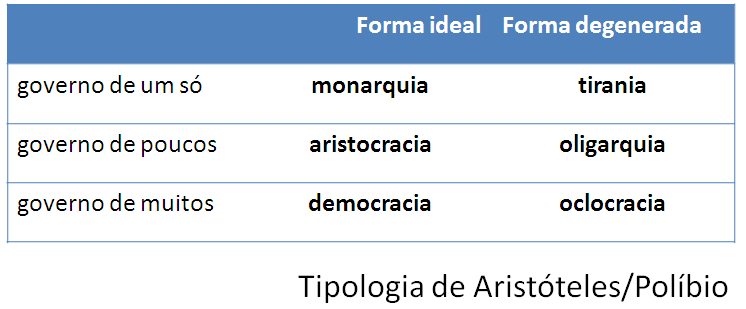 Forma ideal Forma degenerada
governo de um só monarquia tirania
governo de poucos aristocracia oligarquia
governo de muitos democracia oclocracia
Tipologia de Aristóteles/Políbio